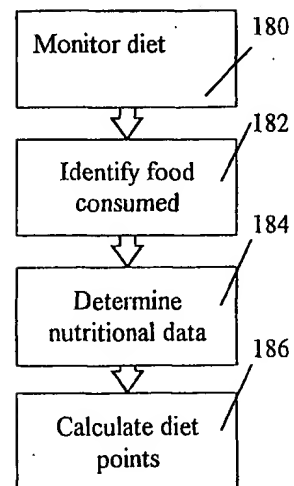 180
Monitor diet
182
Identify food
consumed
184
Determine
nutritional data
186
Calculate diet
points